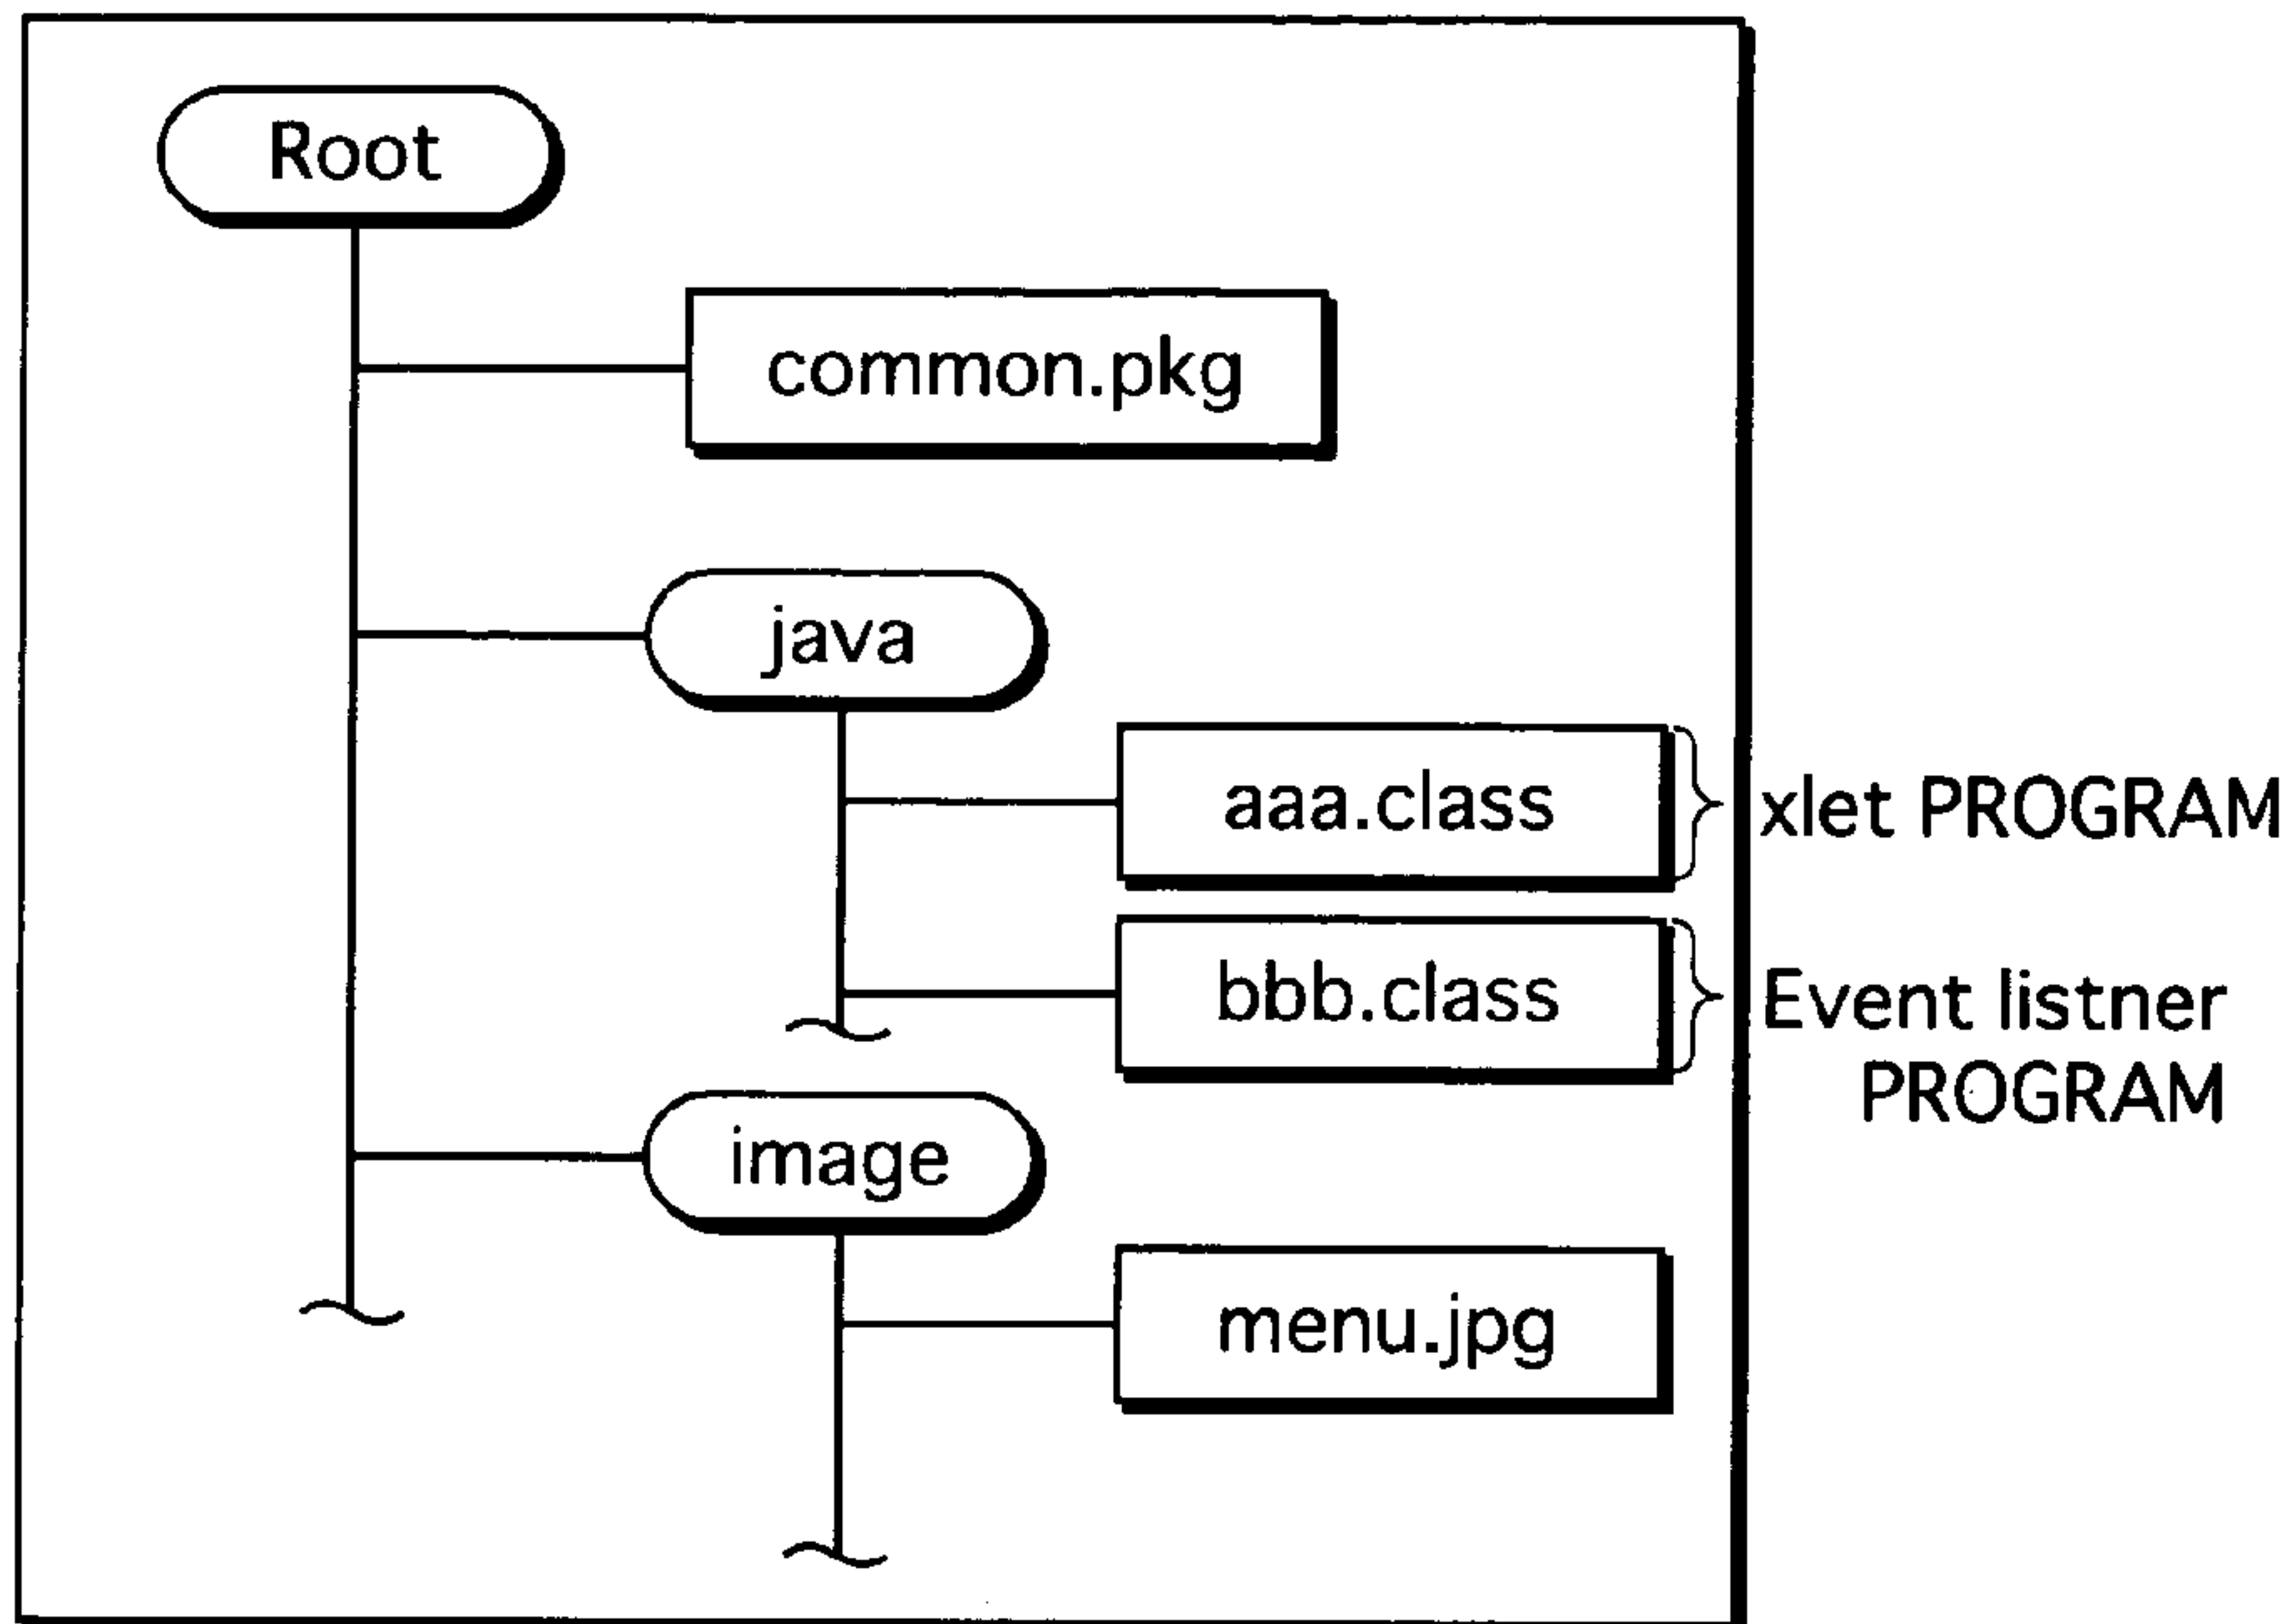 Root
common.pkg
java
aaa.class
xlet PROGRAM
bbb.class
Event listner
PROGRAM
image
menu.jpg